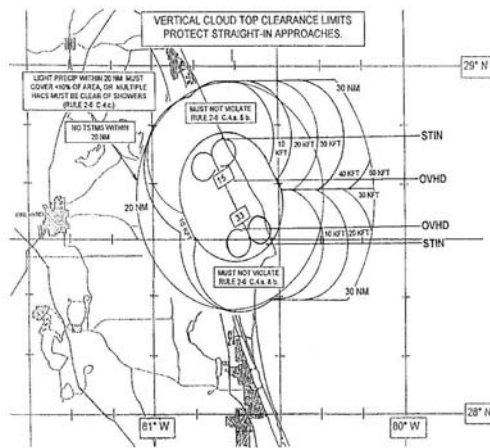 VERTICAL CLOUD TOP CLEARANCE LIMITS
PROTECT STRAIGHT-IN APPROACHES.
29° N
LIGHT PRECIP WITHIN 20 NM MUST
COVER <10% OF AREA, OR MULTIPLE
HACS MUST BE CLEAR OF SHOWERS
(RULE 2-6 C.4.c.)
30 NM
MUST NOT VIOLATE
RULE 2-6 C.4.a. & b.
NO TSTMS WITHIN
20 NM
STIN
10
KFT
20 KFT
30 KFT
15
OVHD
40 KFT
60 KFT
20 NM
30 KFT
33
OVHD
10 KFT
10 KFT
20 KFT
STIN
MUST NOT VIOLATE
RULE 2-6 C.4.a. & b.
30 NM
28° N
81° W
80° W